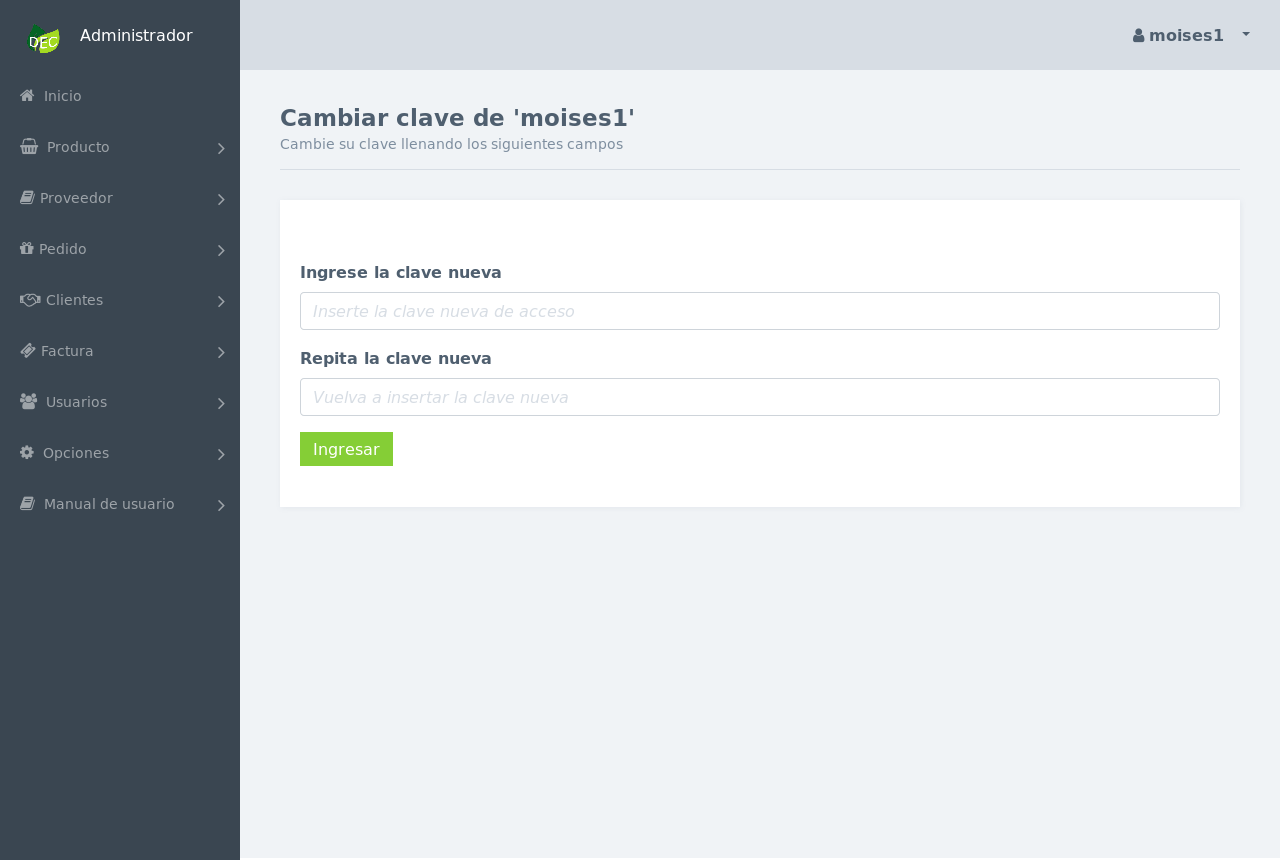 DEC Administrador
moises1
Inicio
Producto
Proveedor
Pedido
Clientes
Factura
Usuarios
Opciones
Manual de usuario
Cambiar clave de 'moises1'
Cambie su clave llenando los siguientes campos
Ingrese la clave nueva
Inserte la clave nueva de acceso
Repita la clave nueva
Vuelva a insertar la clave nueva
Ingresar